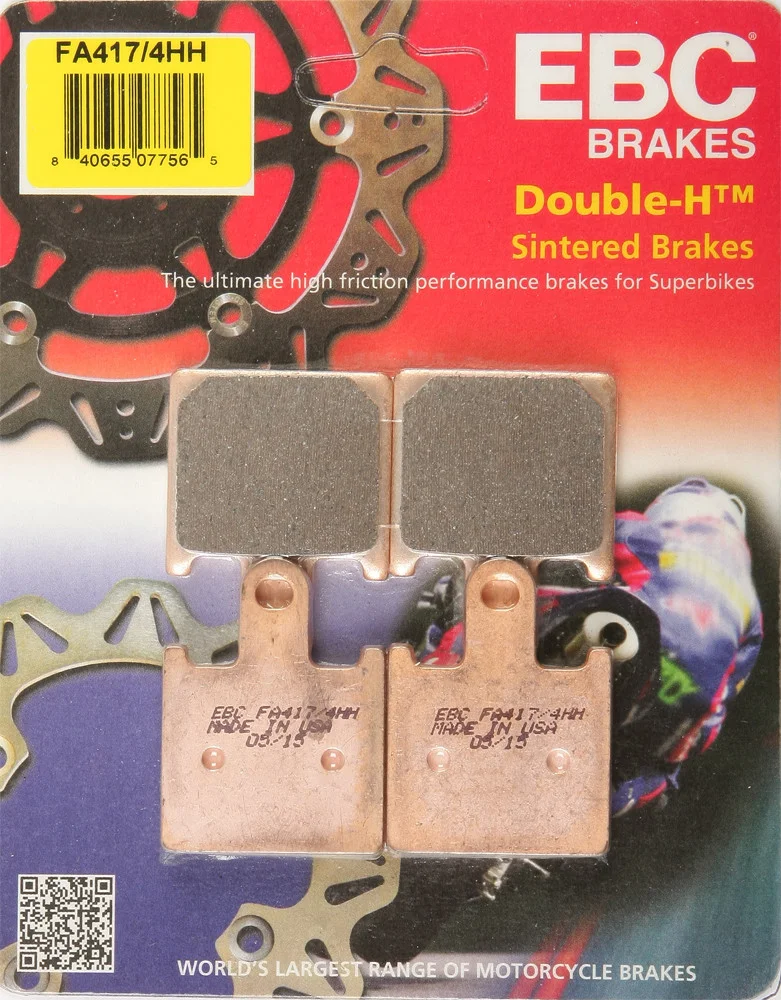 FA417/4HH
8 40655 07756 5
EBC®
BRAKES
Double-H™
Sintered Brakes
The ultimate high friction performance brakes for Superbikes
EBC FA417/4HH
MADE IN USA
05/15
EBC FA417/4HH
MADE IN USA
05/15
WORLD'S LARGEST RANGE OF MOTORCYCLE BRAKES